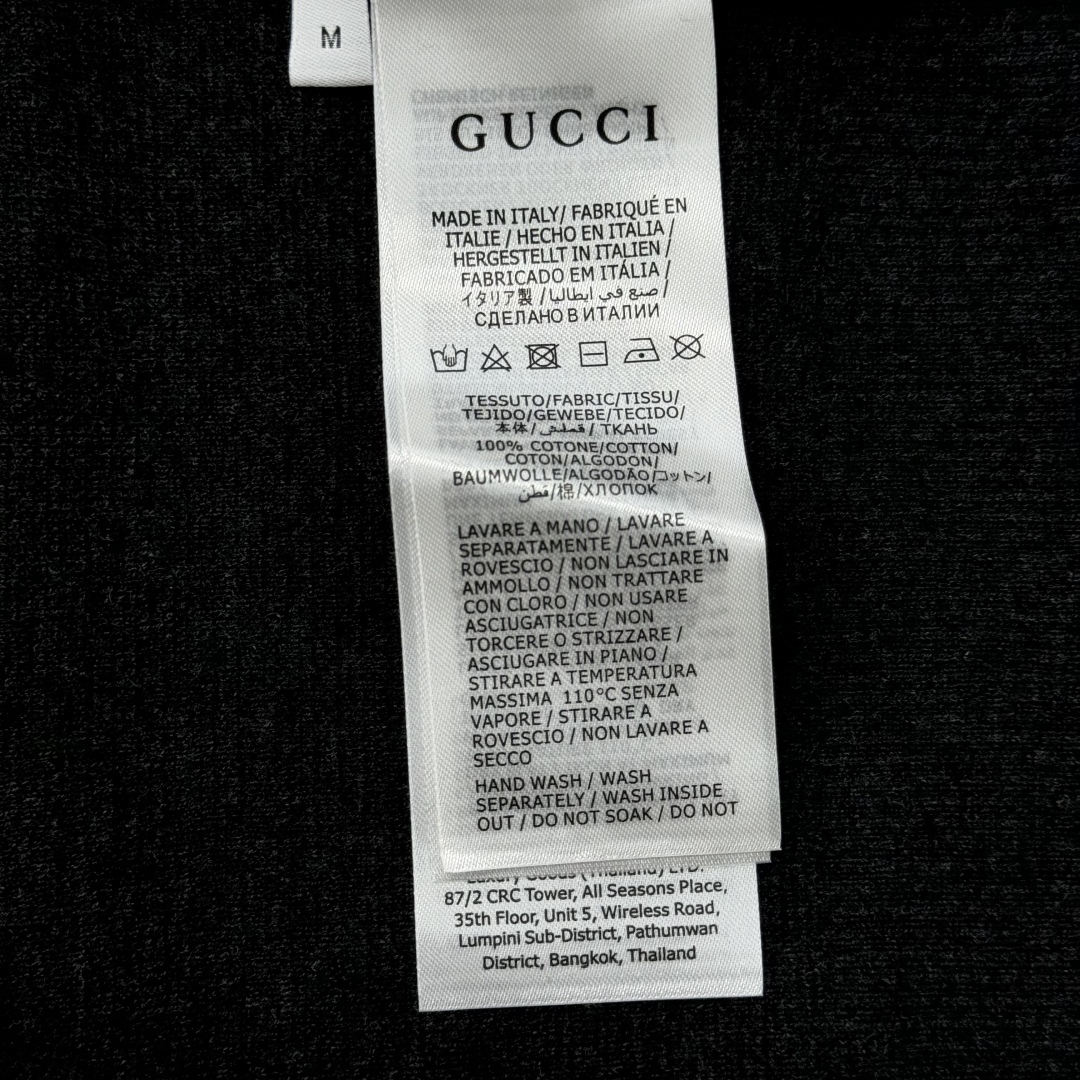 M
GUCCI
MADE IN ITALY/ FABRIQUÉ EN
ITALIE / HECHO EN ITALIA /
HERGESTELLT IN ITALIEN /
FABRICADO EM ITÁLIA /
イタリア製 / صنع في ايطاليا /
СДЕЛАНО В ИТАЛИИ
TESSUTO/FABRIC/TISSU/
TEJIDO/GEWEBE/TECIDO/
本体/ قماش / ТКАНЬ
100% COTONE/COTTON/
COTON/ALGODON/
BAUMWOLLE/ALGODÃO/コットン/
قطن/棉/ХЛОПОК
LAVARE A MANO / LAVARE
SEPARATAMENTE / LAVARE A
ROVESCIO / NON LASCIARE IN
AMMOLLO / NON TRATTARE
CON CLORO / NON USARE
ASCIUGATRICE / NON
TORCERE O STRIZZARE /
ASCIUGARE IN PIANO /
STIRARE A TEMPERATURA
MASSIMA 110°C SENZA
VAPORE / STIRARE A
ROVESCIO / NON LAVARE A
SECCO
HAND WASH / WASH
SEPARATELY / WASH INSIDE
OUT / DO NOT SOAK / DO NOT
Luxury Goods (Thailand) LTD.
87/2 CRC Tower, All Seasons Place,
35th Floor, Unit 5, Wireless Road,
Lumpini Sub-District, Pathumwan
District, Bangkok, Thailand